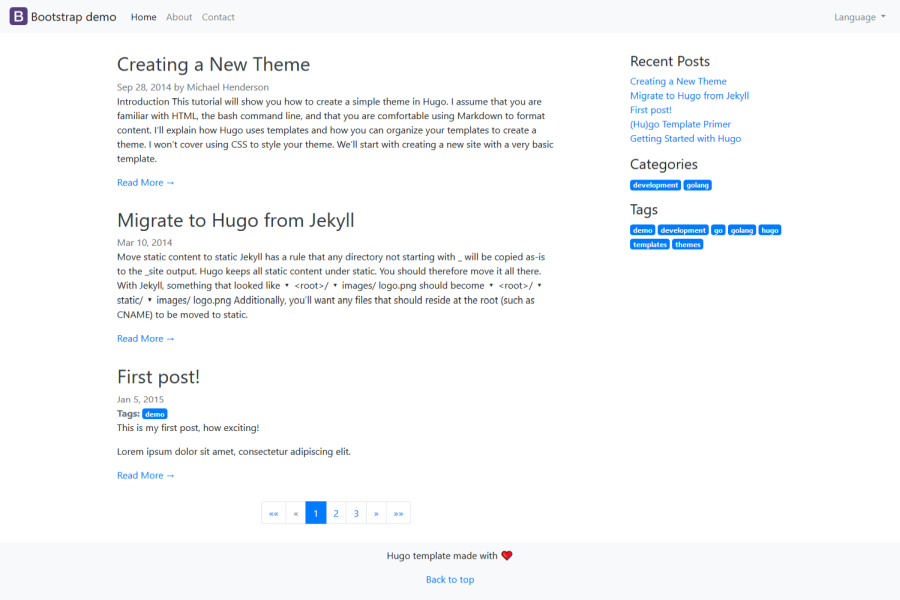 B Bootstrap demo Home About Contact Language
Creating a New Theme
Sep 28, 2014 by Michael Henderson
Introduction This tutorial will show you how to create a simple theme in Hugo. I assume that you are
familiar with HTML, the bash command line, and that you are comfortable using Markdown to format
content. I'll explain how Hugo uses templates and how you can organize your templates to create a
theme. I won't cover using CSS to style your theme. We'll start with creating a new site with a very basic
template.
Read More →
Migrate to Hugo from Jekyll
Mar 10, 2014
Move static content to static Jekyll has a rule that any directory not starting with _ will be copied as-is
to the _site output. Hugo keeps all static content under static. You should therefore move it all there.
With Jekyll, something that looked like ▾ <root>/ ▾ images/ logo.png should become ▾ <root>/ ▾
static/ ▾ images/ logo.png Additionally, you'll want any files that should reside at the root (such as
CNAME) to be moved to static.
Read More →
First post!
Jan 5, 2015
Tags: demo
This is my first post, how exciting!
Lorem ipsum dolor sit amet, consectetur adipiscing elit.
Read More →
«« « 1 2 3 » »»
Recent Posts
Creating a New Theme
Migrate to Hugo from Jekyll
First post!
(Hu)go Template Primer
Getting Started with Hugo
Categories
development golang
Tags
demo development go golang hugo
templates themes
Hugo template made with ❤
Back to top